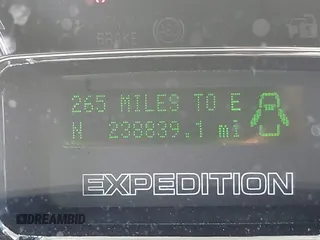 BRAKE
265 MILES TO E
N 238839.1 mi
EXPEDITION
DREAMBID